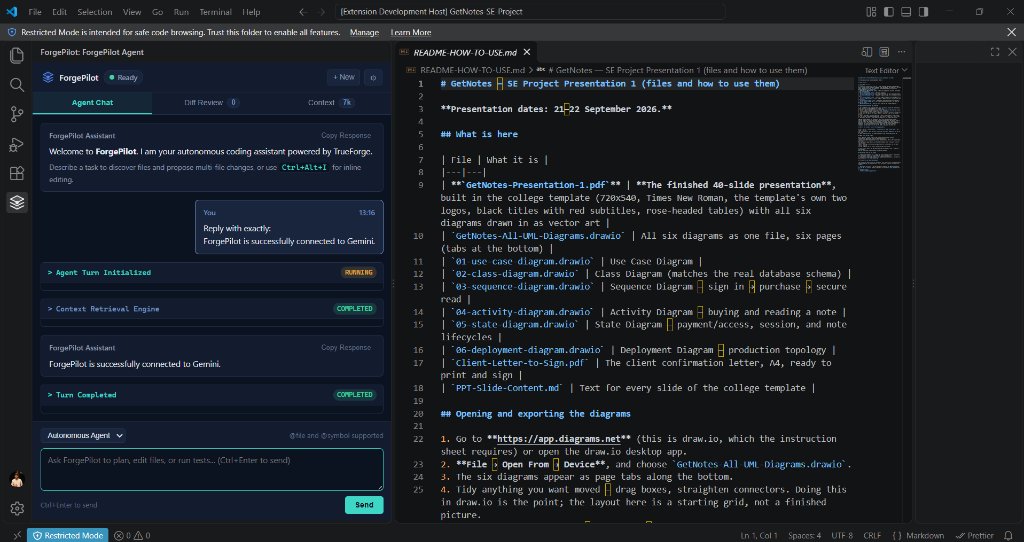 File Edit Selection View Go Run Terminal Help
[Extension Development Host] GetNotes-SE-Project
Restricted Mode is intended for safe code browsing. Trust this folder to enable all features. Manage Learn More
ForgePilot: ForgePilot Agent
ForgePilot Ready + New
Agent Chat Diff Review 0 Context 7k
ForgePilot Assistant Copy Response
Welcome to ForgePilot. I am your autonomous coding assistant powered by TrueForge.
Describe a task to discover files and propose multi-file changes, or use Ctrl+Alt+I for inline
editing.
You 13:16
Reply with exactly:
ForgePilot is successfully connected to Gemini.
> Agent Turn Initialized RUNNING
> Context Retrieval Engine COMPLETED
ForgePilot Assistant Copy Response
ForgePilot is successfully connected to Gemini.
> Turn Completed COMPLETED
Autonomous Agent @file and @symbol supported
Ask ForgePilot to plan, edit files, or run tests... (Ctrl+Enter to send)
Ctrl+Enter to send Send
README-HOW-TO-USE.md
README-HOW-TO-USE.md > # GetNotes — SE Project Presentation 1 (files and how to use them)
Text Editor
1 # GetNotes — SE Project Presentation 1 (files and how to use them)
2
3 **Presentation dates: 21–22 September 2026.**
4
5 ## What is here
6
7 | File | What it is |
8 |---|---|
9 | **`GetNotes-Presentation-1.pdf`** | **The finished 40-slide presentation**,
built in the college template (720x540, Times New Roman, the template's own two
logos, black titles with red subtitles, rose-headed tables) with all six
diagrams drawn in as vector art |
10 | `GetNotes-All-UML-Diagrams.drawio` | All six diagrams as one file, six pages
(tabs at the bottom) |
11 | `01-use-case-diagram.drawio` | Use Case Diagram |
12 | `02-class-diagram.drawio` | Class Diagram (matches the real database schema) |
13 | `03-sequence-diagram.drawio` | Sequence Diagram – sign in › purchase › secure
read |
14 | `04-activity-diagram.drawio` | Activity Diagram – buying and reading a note |
15 | `05-state-diagram.drawio` | State Diagram – payment/access, session, and note
lifecycles |
16 | `06-deployment-diagram.drawio` | Deployment Diagram – production topology |
17 | `Client-Letter-to-Sign.pdf` | The client confirmation letter, A4, ready to
print and sign |
18 | `PPT-Slide-Content.md` | Text for every slide of the college template |
19
20 ## Opening and exporting the diagrams
21
22 1. Go to **https://app.diagrams.net** (this is draw.io, which the instruction
sheet requires) or open the draw.io desktop app.
23 2. **File › Open From › Device**, and choose `GetNotes-All-UML-Diagrams.drawio`.
24 3. The six diagrams appear as page tabs along the bottom.
25 4. Tidy anything you want moved – drag boxes, straighten connectors. Doing this
in draw.io is the point; the layout here is a starting grid, not a finished
picture.
Restricted Mode 0 0 Ln 1, Col 1 Spaces: 4 UTF-8 CRLF {} Markdown Prettier